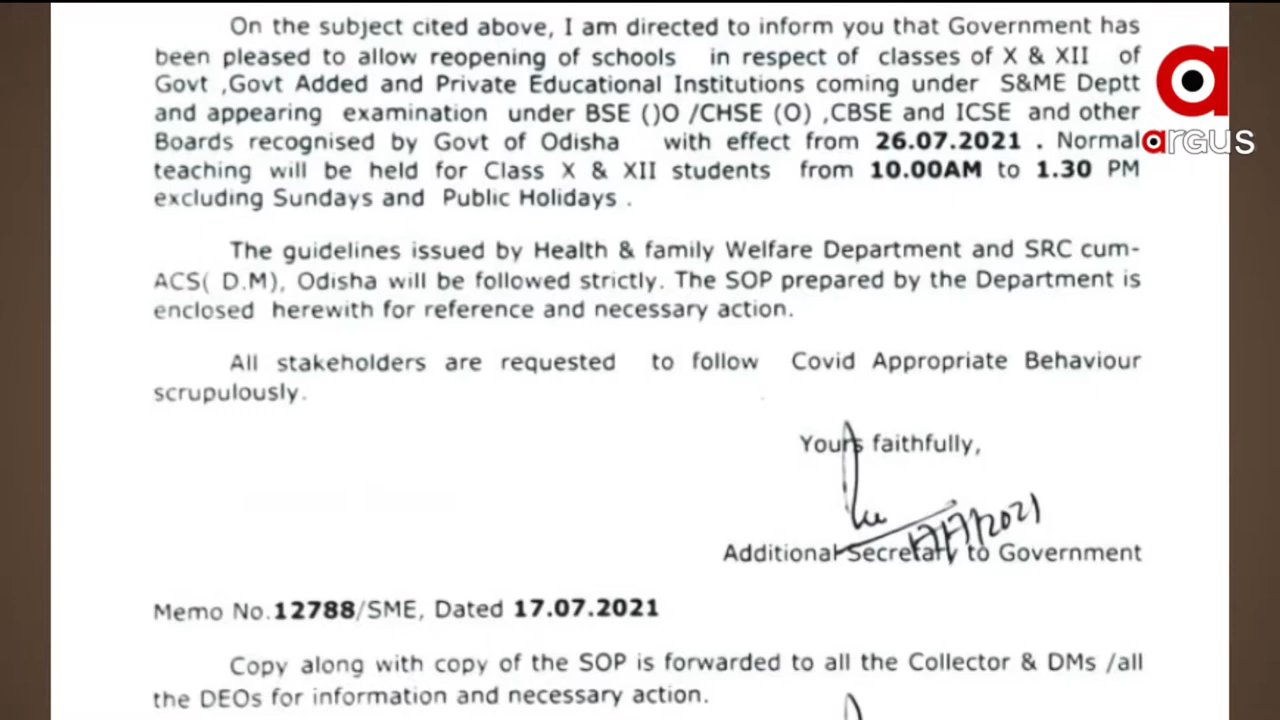 On the subject cited above, I am directed to inform you that Government has
been pleased to allow reopening of schools in respect of classes of X & XII of
Govt ,Govt Added and Private Educational Institutions coming under S&ME Deptt
and appearing examination under BSE ()O /CHSE (O) ,CBSE and ICSE and other
Boards recognised by Govt of Odisha with effect from 26.07.2021 . Normal
teaching will be held for Class X & XII students from 10.00AM to 1.30 PM
excluding Sundays and Public Holidays .
argus
The guidelines issued by Health & family Welfare Department and SRC cum-
ACS( D.M), Odisha will be followed strictly. The SOP prepared by the Department is
enclosed herewith for reference and necessary action.
All stakeholders are requested to follow Covid Appropriate Behaviour
scrupulously.
Yours faithfully,
17/7/2021
Additional Secretary to Government
Memo No.12788/SME, Dated 17.07.2021
Copy along with copy of the SOP is forwarded to all the Collector & DMs /all
the DEOs for information and necessary action.